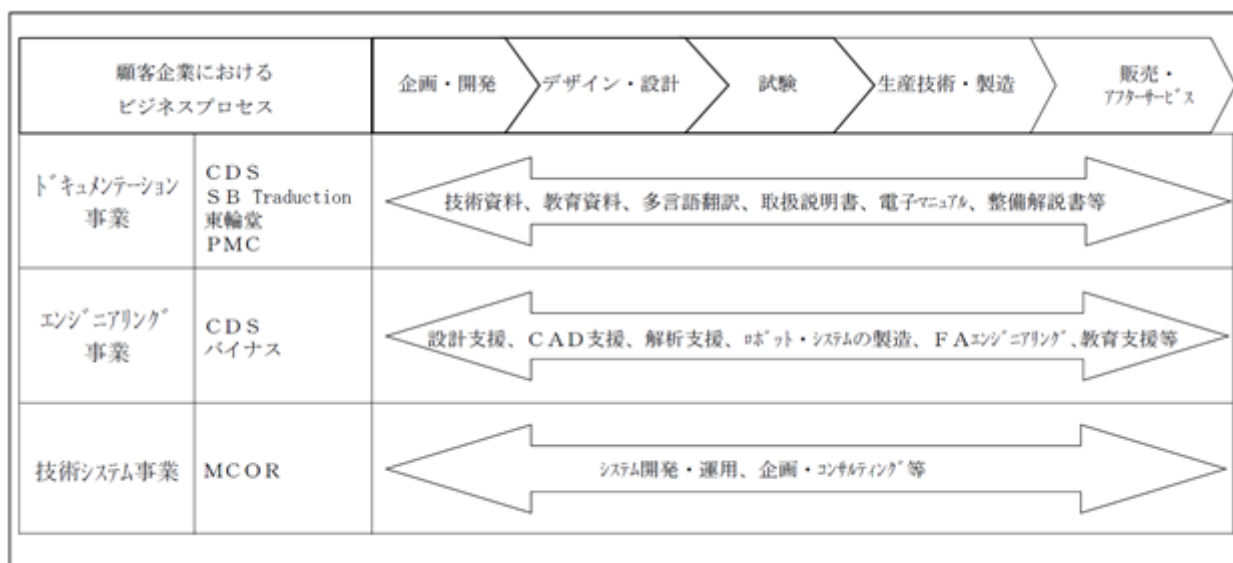 顧客企業における
ビジネスプロセス
企画・開発
デザイン・設計
試験
生産技術・製造
販売・
ｱﾌﾀｰｻｰﾋﾞｽ
ﾄﾞｷｭﾒﾝﾃｰｼｮﾝ
事業
ＣＤＳ
ＳＢ Traduction
東輪堂
ＰＭＣ
技術資料、教育資料、多言語翻訳、取扱説明書、電子ﾏﾆｭｱﾙ、整備解説書等
ｴﾝｼﾞﾆｱﾘﾝｸﾞ
事業
ＣＤＳ
バイナス
設計支援、ＣＡＤ支援、解析支援、ﾛﾎﾞｯﾄ・ｼｽﾃﾑの製造、ＦＡｴﾝｼﾞﾆｱﾘﾝｸﾞ､教育支援等
技術ｼｽﾃﾑ事業
ＭＣＯＲ
ｼｽﾃﾑ開発・運用、企画・ｺﾝｻﾙﾃｨﾝｸﾞ等